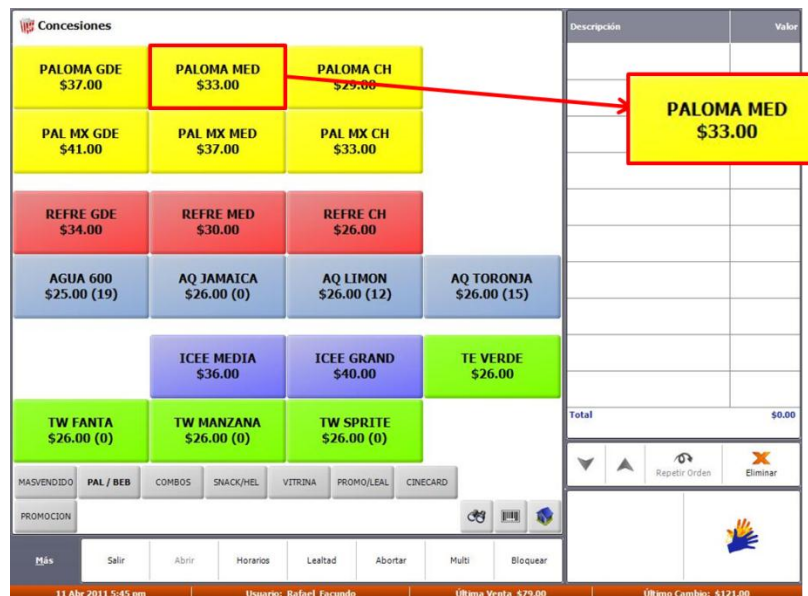 Concesiones
Descripción Valor
PALOMA GDE
$37.00
PALOMA MED
$33.00
PALOMA CH
$29.00
PALOMA MED
$33.00
PAL MX GDE
$41.00
PAL MX MED
$37.00
PAL MX CH
$33.00
REFRE GDE
$34.00
REFRE MED
$30.00
REFRE CH
$26.00
AGUA 600
$25.00 (19)
AQ JAMAICA
$26.00 (0)
AQ LIMON
$26.00 (12)
AQ TORONJA
$26.00 (15)
ICEE MEDIA
$36.00
ICEE GRAND
$40.00
TE VERDE
$26.00
TW FANTA
$26.00 (0)
TW MANZANA
$26.00 (0)
TW SPRITE
$26.00 (0)
Total $0.00
Repetir Orden
Eliminar
MASVENDIDO PAL / BEB COMBOS SNACK/HEL VITRINA PROMO/LEAL CINECARD
PROMOCION
Más Salir Abrir Horarios Lealtad Abortar Multi Bloquear
11 Abr 2011 5:45 pm Usuario: Rafael Facundo Última Venta $79.00 Último Cambio: $121.00